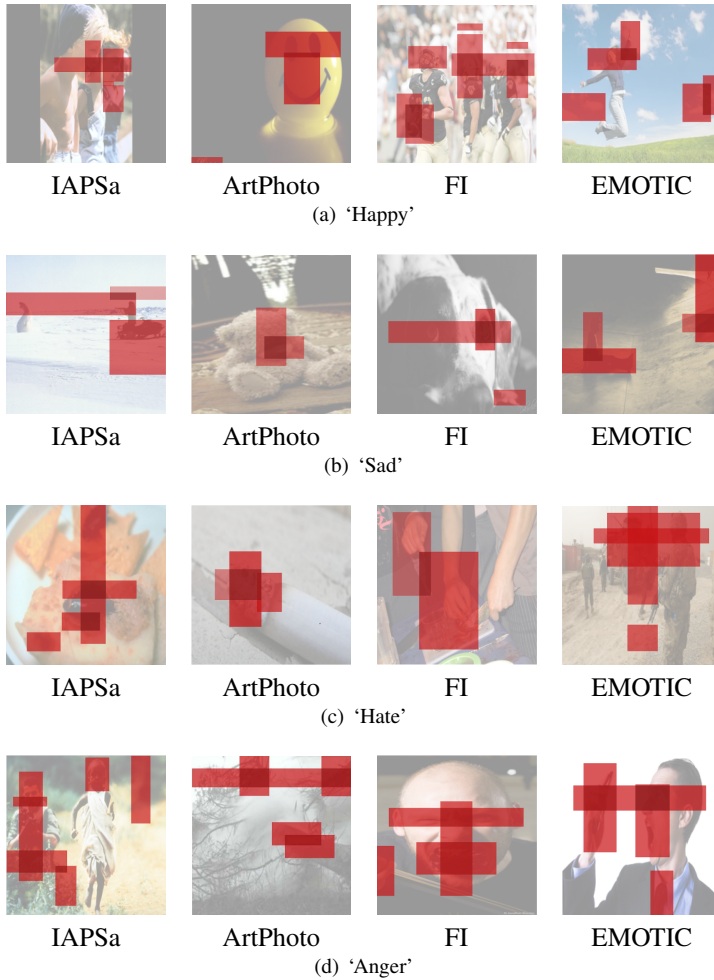 IAPSa ArtPhoto FI EMOTIC
(a) ‘Happy’
IAPSa ArtPhoto FI EMOTIC
(b) ‘Sad’
IAPSa ArtPhoto FI EMOTIC
(c) ‘Hate’
IAPSa ArtPhoto FI EMOTIC
(d) ‘Anger’